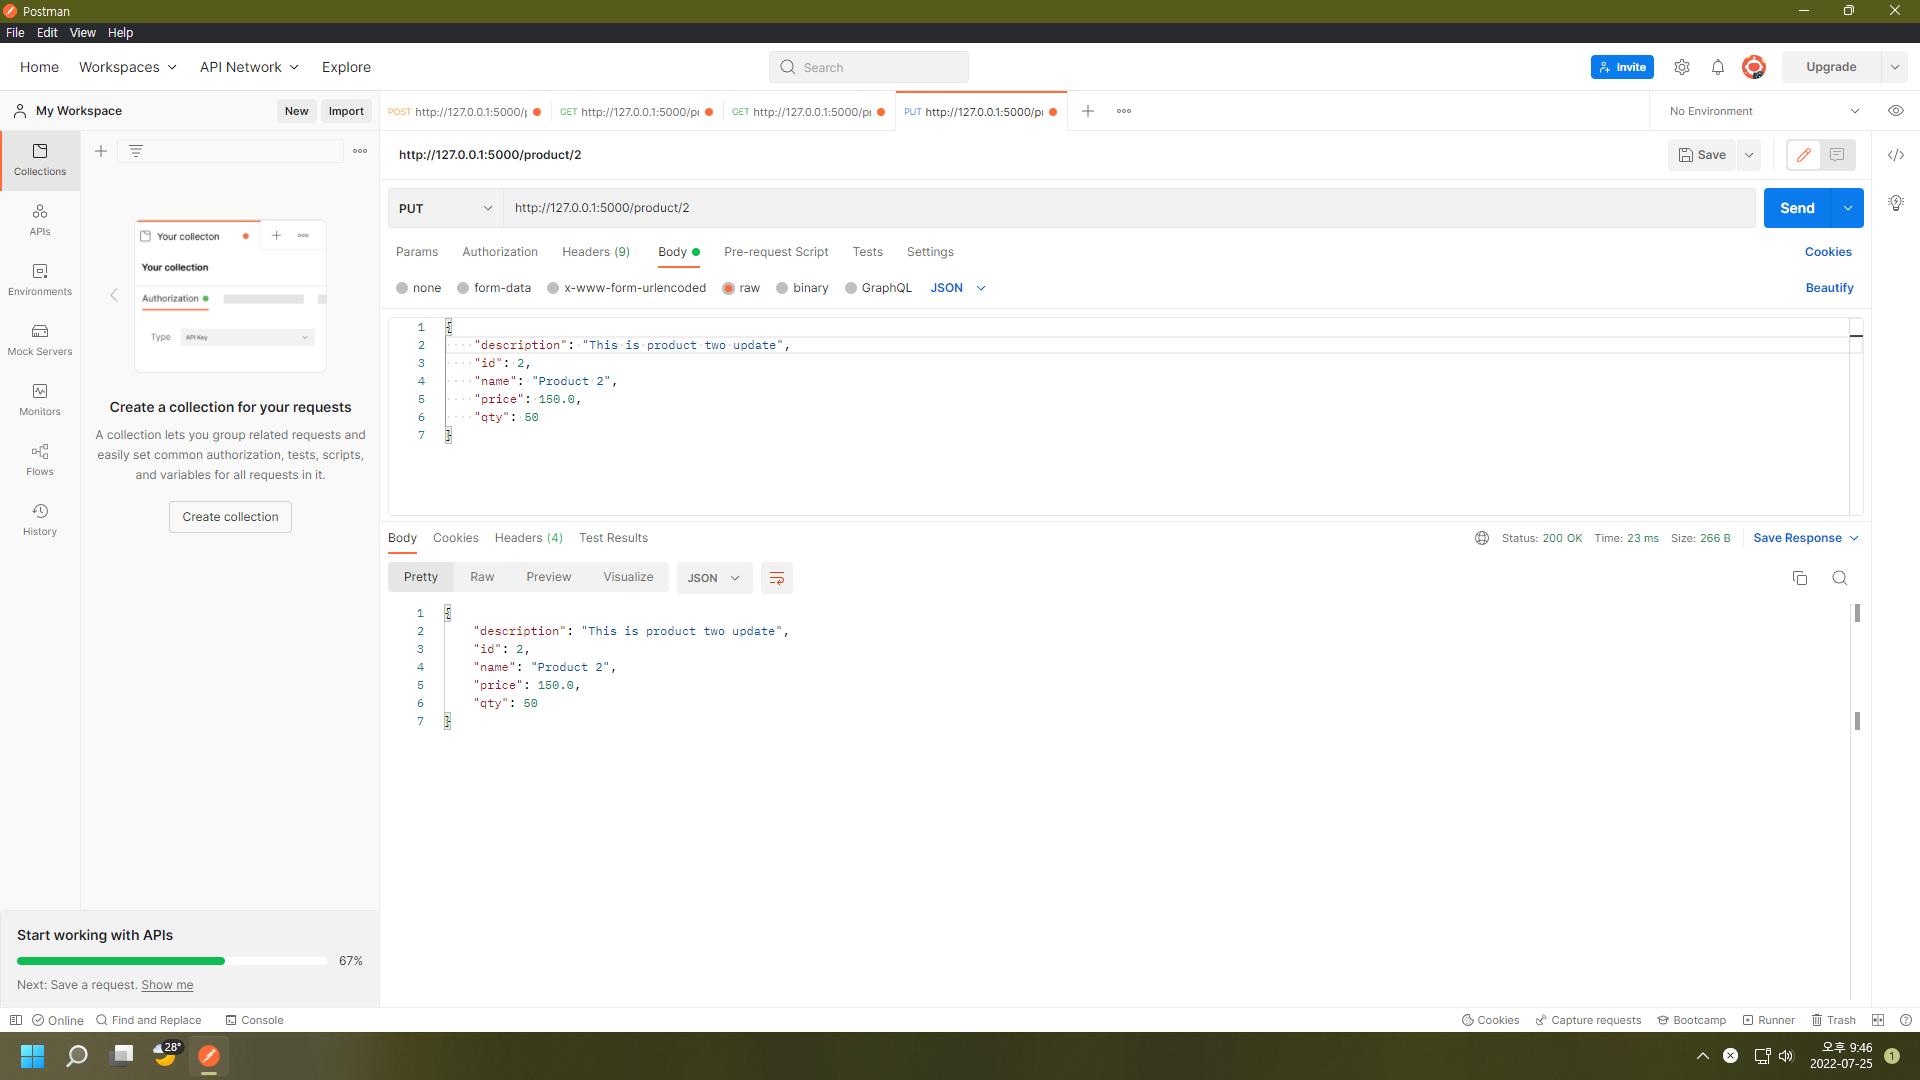 Postman
File Edit View Help
Home Workspaces API Network Explore Search Invite Upgrade
My Workspace New Import
POST http://127.0.0.1:5000/p GET http://127.0.0.1:5000/p GET http://127.0.0.1:5000/p PUT http://127.0.0.1:5000/p No Environment
Collections
APIs
Environments
Mock Servers
Monitors
Flows
History
Your collecton
Your collection
Authorization
Type API Key
Create a collection for your requests
A collection lets you group related requests and
easily set common authorization, tests, scripts,
and variables for all requests in it.
Create collection
Start working with APIs
67%
Next: Save a request. Show me
http://127.0.0.1:5000/product/2 Save
PUT http://127.0.0.1:5000/product/2 Send
Params Authorization Headers (9) Body Pre-request Script Tests Settings Cookies
none form-data x-www-form-urlencoded raw binary GraphQL JSON Beautify
1 {
2 "description": "This is product two update",
3 "id": 2,
4 "name": "Product 2",
5 "price": 150.0,
6 "qty": 50
7 }
Body Cookies Headers (4) Test Results Status: 200 OK Time: 23 ms Size: 266 B Save Response
Pretty Raw Preview Visualize JSON
1 {
2 "description": "This is product two update",
3 "id": 2,
4 "name": "Product 2",
5 "price": 150.0,
6 "qty": 50
7 }
Online Find and Replace Console Cookies Capture requests Bootcamp Runner Trash
28°
오후 9:46
2022-07-25
1